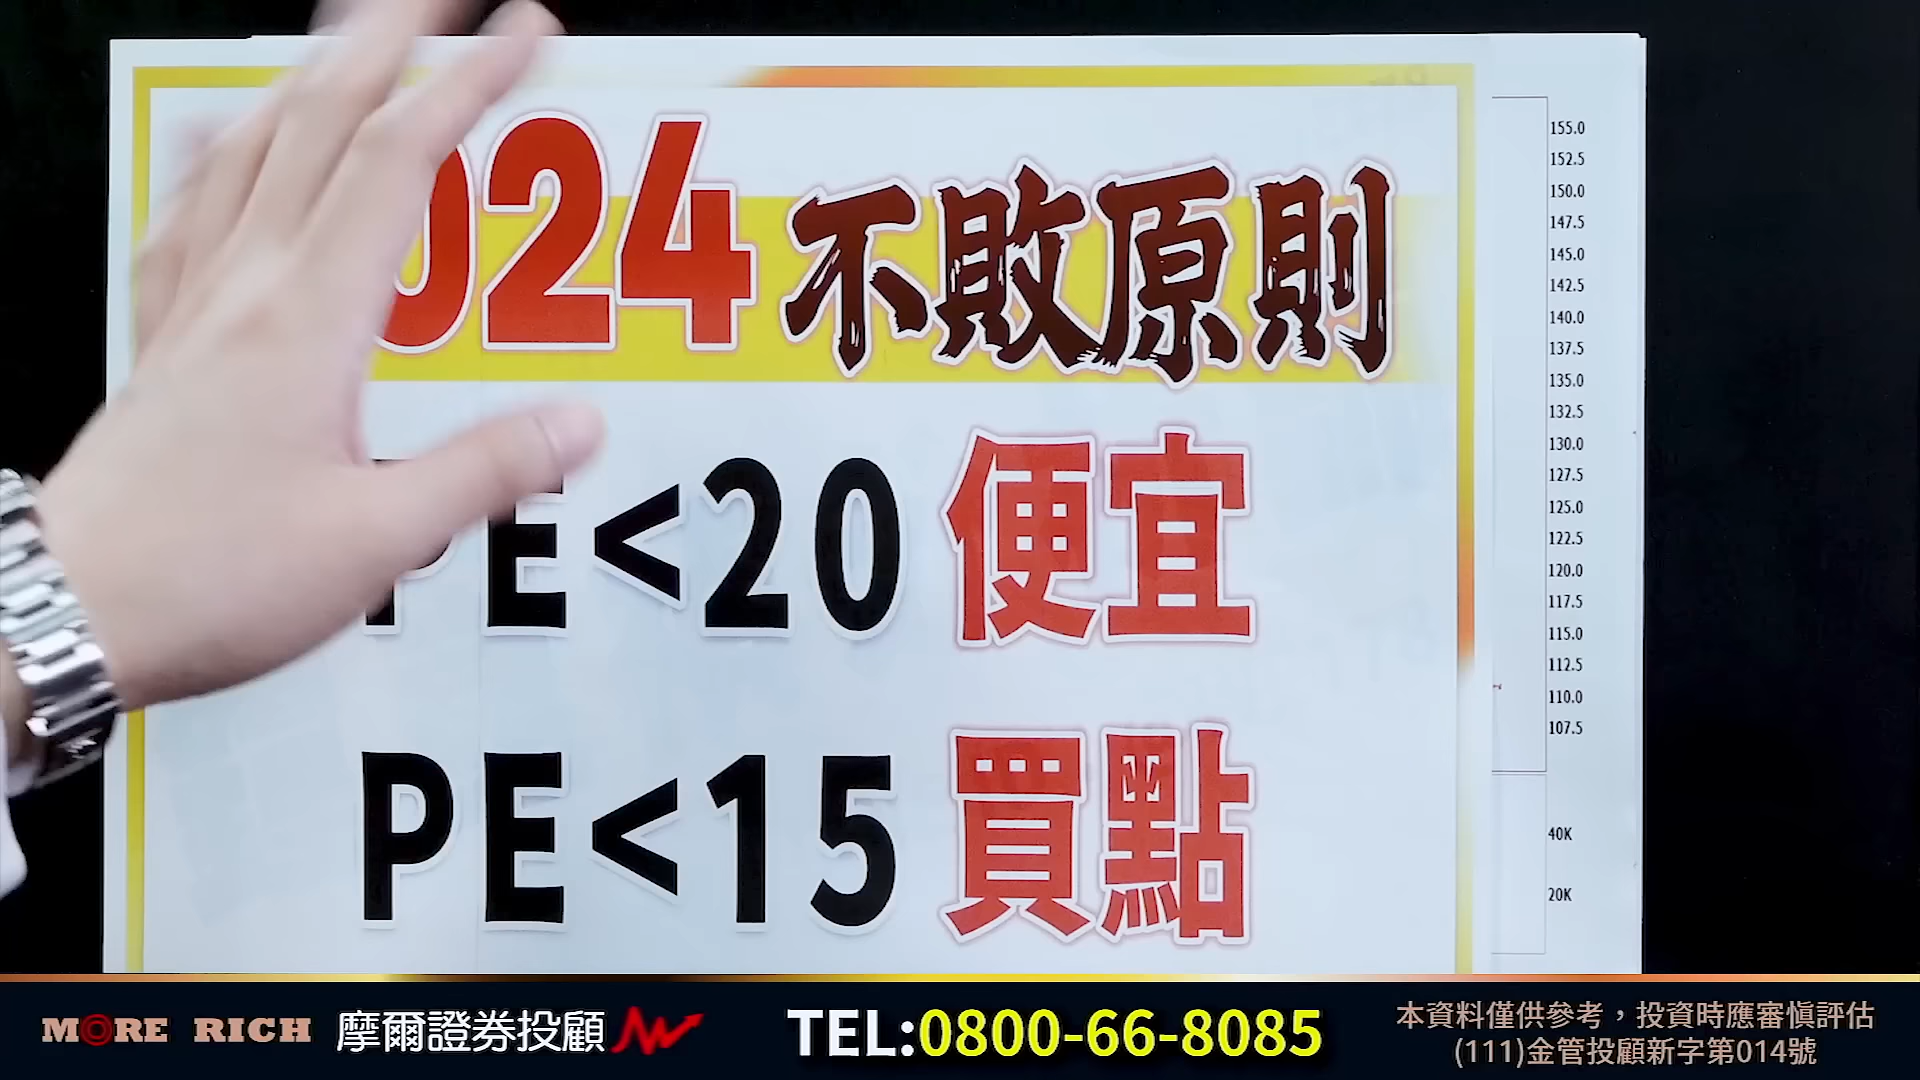 024 不敗原則
PE<20 便宜
PE<15 買點
155.0
152.5
150.0
147.5
145.0
142.5
140.0
137.5
135.0
132.5
130.0
127.5
125.0
122.5
120.0
117.5
115.0
112.5
110.0
107.5
40K
20K
MORE RICH 摩爾證券投顧
TEL:0800-66-8085
本資料僅供參考，投資時應審慎評估
(111)金管投顧新字第014號